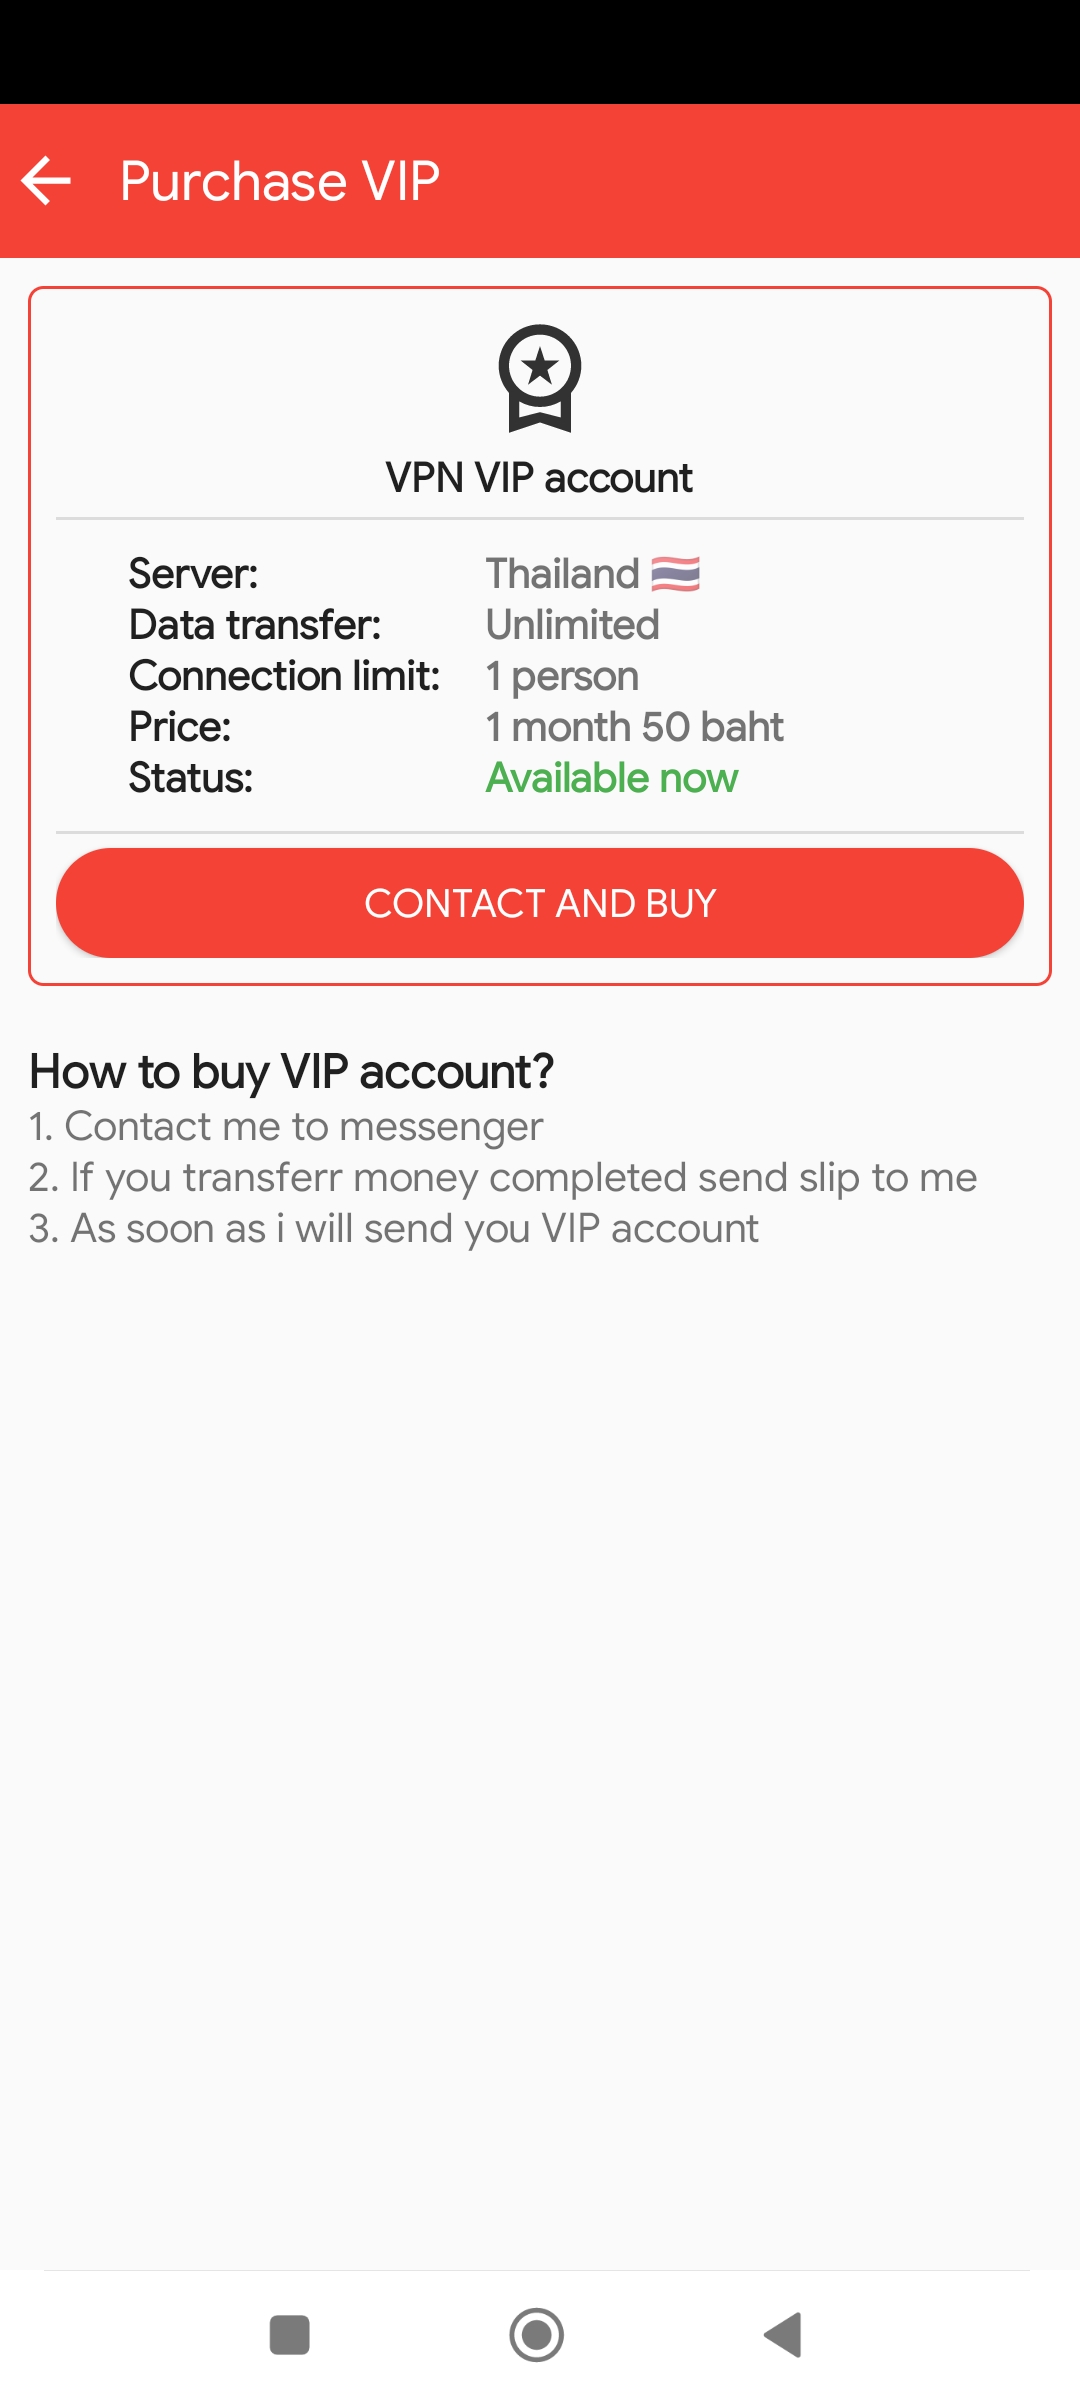 Purchase VIP
VPN VIP account
Server: Thailand 🇹🇭
Data transfer: Unlimited
Connection limit: 1 person
Price: 1 month 50 baht
Status: Available now
CONTACT AND BUY
How to buy VIP account?
1. Contact me to messenger
2. If you transferr money completed send slip to me
3. As soon as i will send you VIP account